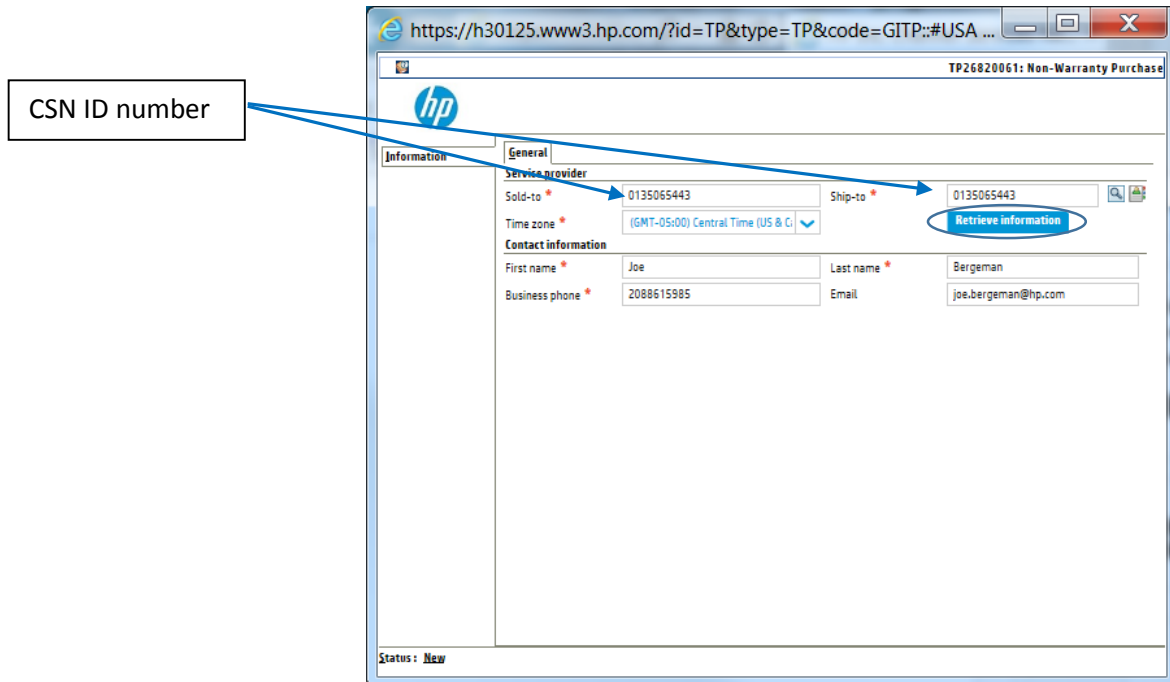 https://h30125.www3.hp.com/?id=TP&type=TP&code=GITP::#USA ...
TP26820061: Non-Warranty Purchase
CSN ID number
hp
Information
General
Service provider
Sold-to * 0135065443 Ship-to * 0135065443
Time zone * (GMT-05:00) Central Time (US & C Retrieve information
Contact information
First name * Joe Last name * Bergeman
Business phone * 2088615985 Email joe.bergeman@hp.com
Status: New